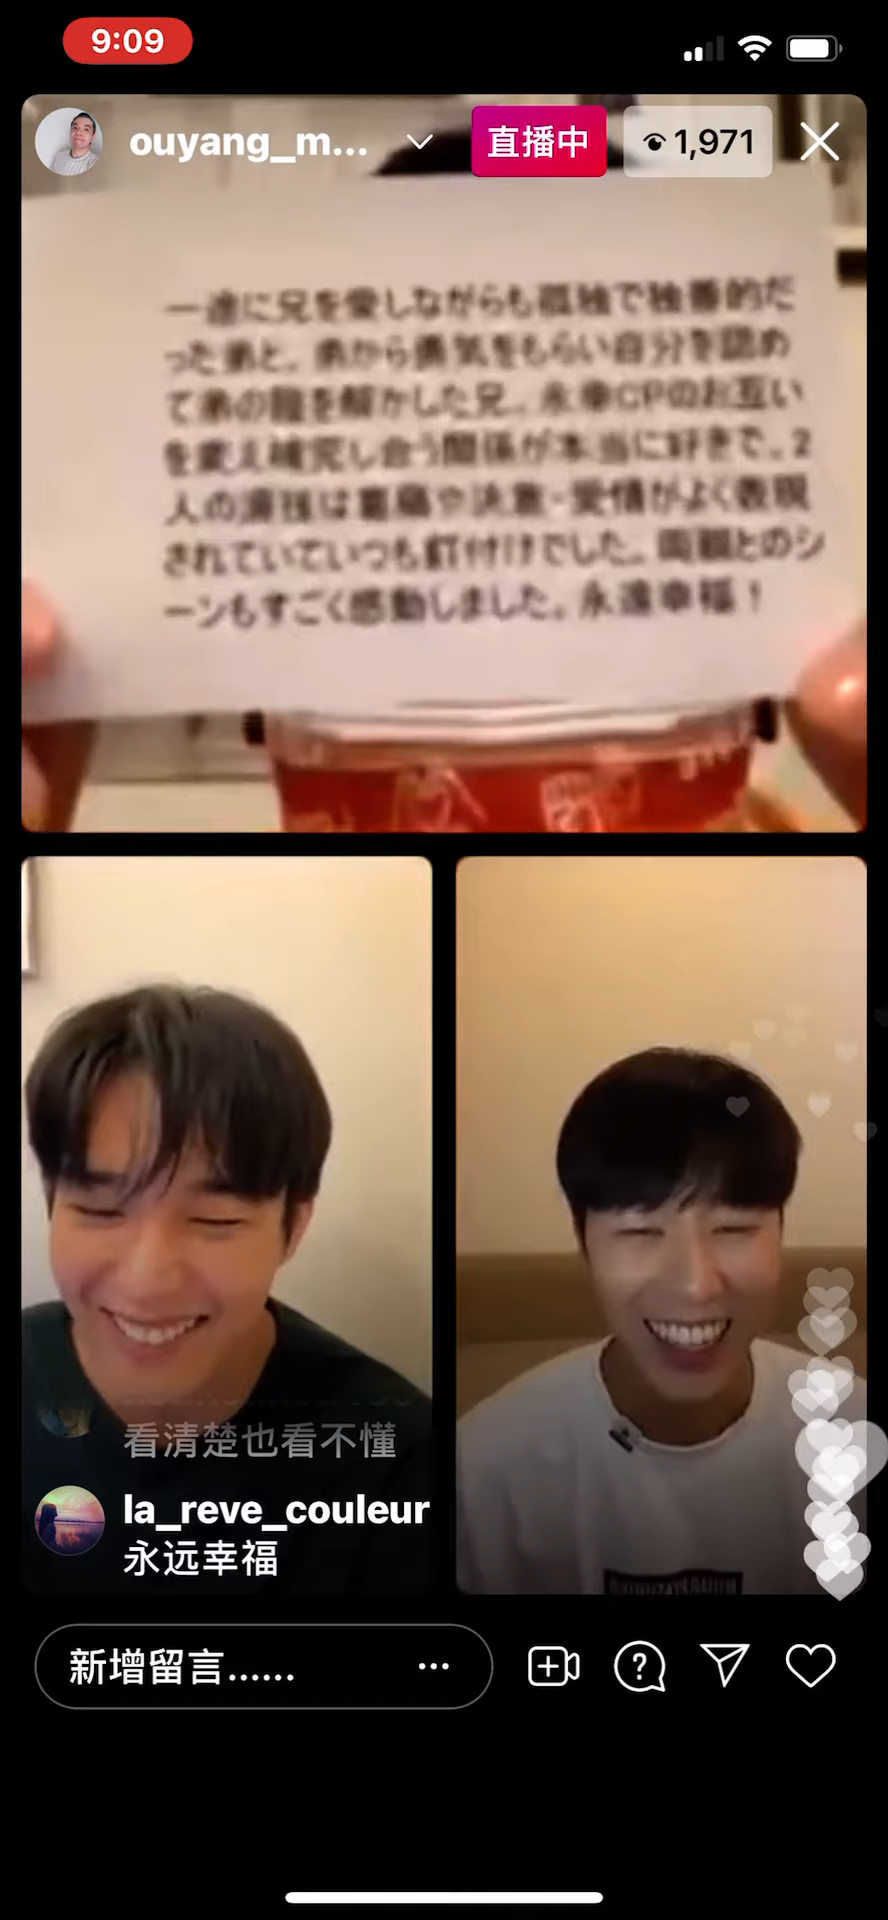 9:09
ouyang_m...
直播中
1,971
一途に兄を愛しながらも孤独で独善的だ
った弟と、弟から勇気をもらい自分を認め
て弟の鎧を解かした兄。永幸CPのお互い
を変え補完し合う関係が本当に好きで、2
人の演技は葛藤や決意・愛情がよく表現
されていていつも釘付けでした。両親とのシ
ーンもすごく感動しました。永遠幸福！
看清楚也看不懂
la_reve_couleur
永远幸福
新增留言......